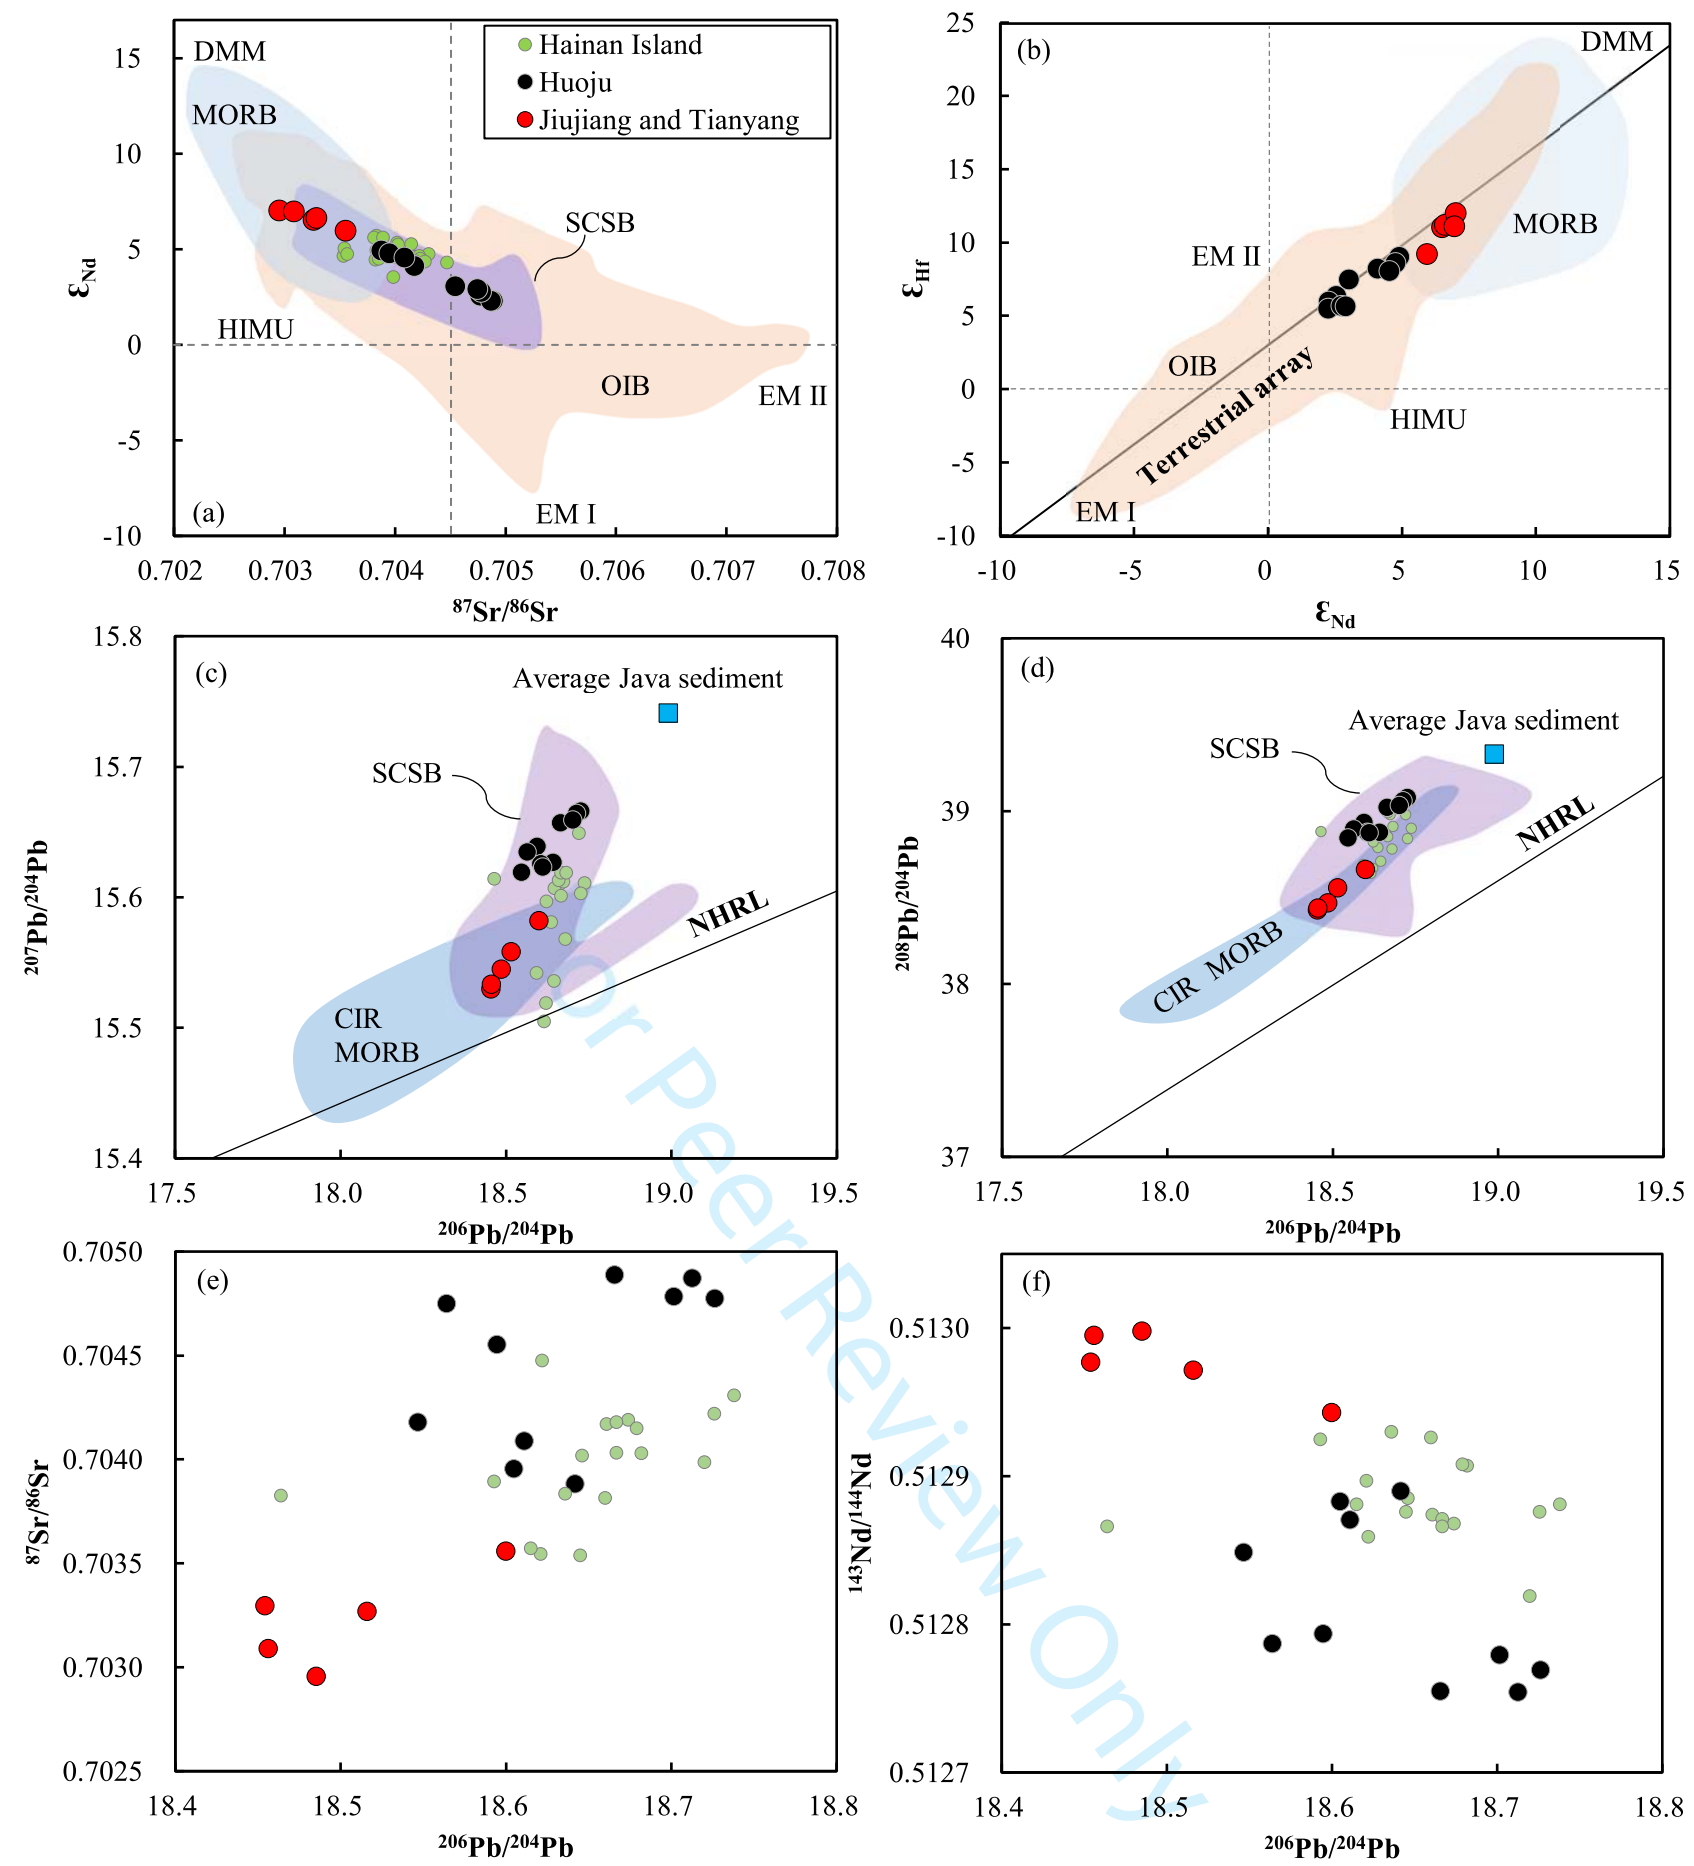 (a)
Hainan Island
Huoju
Jiujiang and Tianyang
DMM
MORB
SCSB
HIMU
OIB
EM II
EM I
15
10
5
0
-5
-10
εNd
0.702 0.703 0.704 0.705 0.706 0.707 0.708
⁸⁷Sr/⁸⁶Sr
(b)
DMM
MORB
EM II
OIB
Terrestrial array
HIMU
EM I
25
20
15
10
5
0
-5
-10
εHf
-10 -5 0 5 10 15
εNd
(c)
Average Java sediment
SCSB
NHRL
CIR
MORB
15.8
15.7
15.6
15.5
15.4
²⁰⁷Pb/²⁰⁴Pb
17.5 18.0 18.5 19.0 19.5
²⁰⁶Pb/²⁰⁴Pb
(d)
Average Java sediment
SCSB
NHRL
CIR MORB
40
39
38
37
²⁰⁸Pb/²⁰⁴Pb
17.5 18.0 18.5 19.0 19.5
²⁰⁶Pb/²⁰⁴Pb
(e)
0.7050
0.7045
0.7040
0.7035
0.7030
0.7025
⁸⁷Sr/⁸⁶Sr
18.4 18.5 18.6 18.7 18.8
²⁰⁶Pb/²⁰⁴Pb
(f)
0.5130
0.5129
0.5128
0.5127
¹⁴³Nd/¹⁴⁴Nd
18.4 18.5 18.6 18.7 18.8
²⁰⁶Pb/²⁰⁴Pb
or Peer Review Only